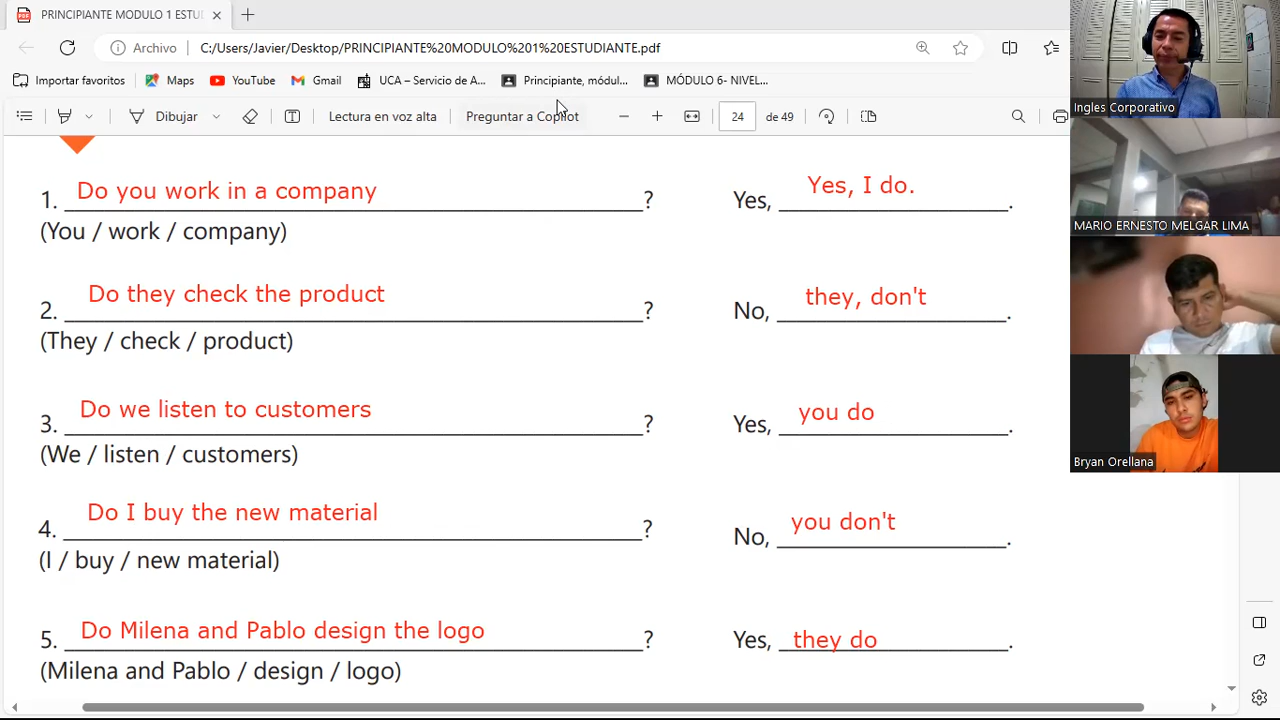 PRINCIPIANTE MODULO 1 ESTU
Archivo C:/Users/Javier/Desktop/PRINCIPIANTE%20MODULO%201%20ESTUDIANTE.pdf
Importar favoritos Maps YouTube Gmail UCA – Servicio de A... Principiante, módul... MÓDULO 6- NIVEL...
Dibujar Lectura en voz alta Preguntar a Copilot 24 de 49
1. Do you work in a company ? Yes, Yes, I do. .
(You / work / company)
2. Do they check the product ? No, they, don't .
(They / check / product)
3. Do we listen to customers ? Yes, you do .
(We / listen / customers)
4. Do I buy the new material ? No, you don't .
(I / buy / new material)
5. Do Milena and Pablo design the logo ? Yes, they do .
(Milena and Pablo / design / logo)
Ingles Corporativo
MARIO ERNESTO MELGAR LIMA
Bryan Orellana